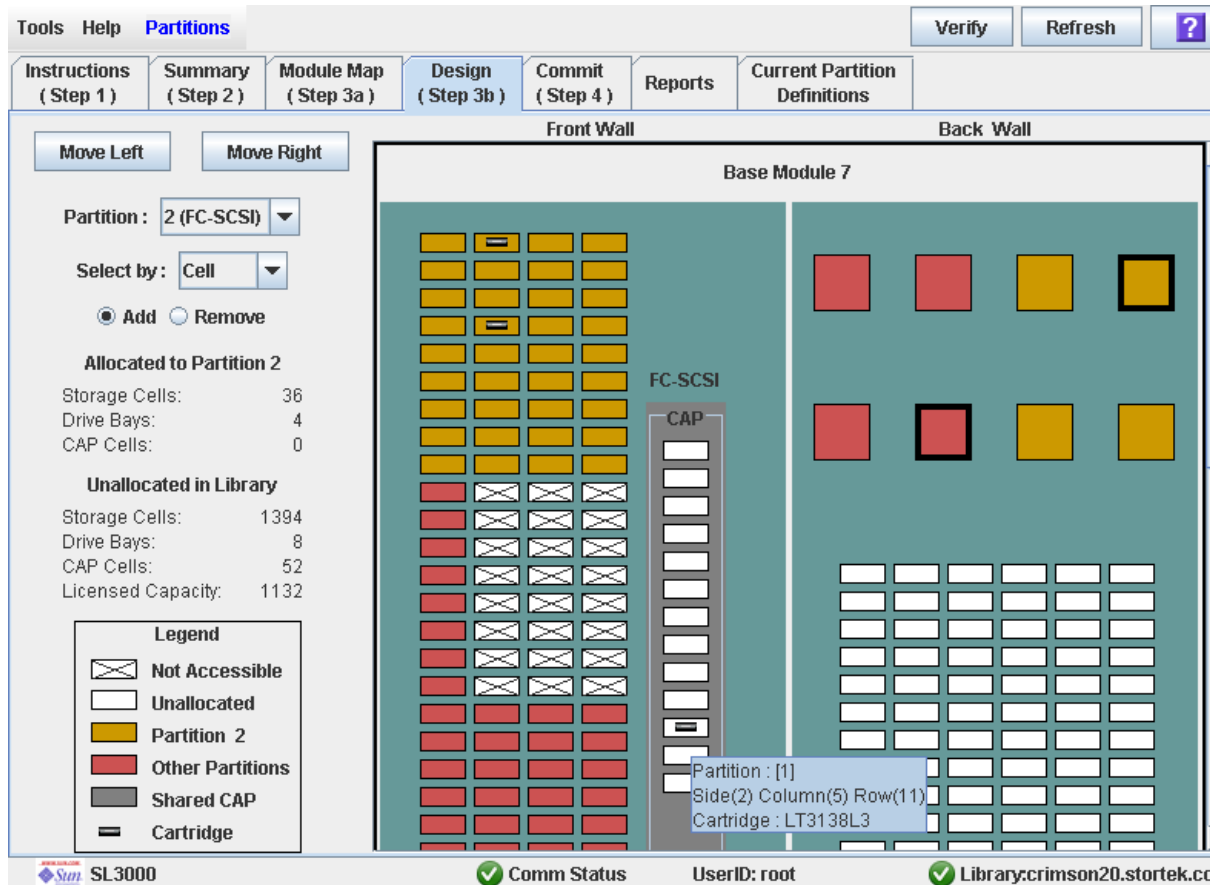 Tools Help Partitions
Verify Refresh ?
Instructions
( Step 1 )
Summary
( Step 2 )
Module Map
( Step 3a )
Design
( Step 3b )
Commit
( Step 4 )
Reports
Current Partition
Definitions
Move Left Move Right
Partition : 2 (FC-SCSI)
Select by : Cell
Add Remove
Allocated to Partition 2
Storage Cells: 36
Drive Bays: 4
CAP Cells: 0
Unallocated in Library
Storage Cells: 1394
Drive Bays: 8
CAP Cells: 52
Licensed Capacity: 1132
Legend
Not Accessible
Unallocated
Partition 2
Other Partitions
Shared CAP
Cartridge
Front Wall Back Wall
Base Module 7
FC-SCSI
CAP
Partition : [1]
Side(2) Column(5) Row(11)
Cartridge : LT3138L3
Sun SL3000 Comm Status UserID: root Library:crimson20.stortek.co